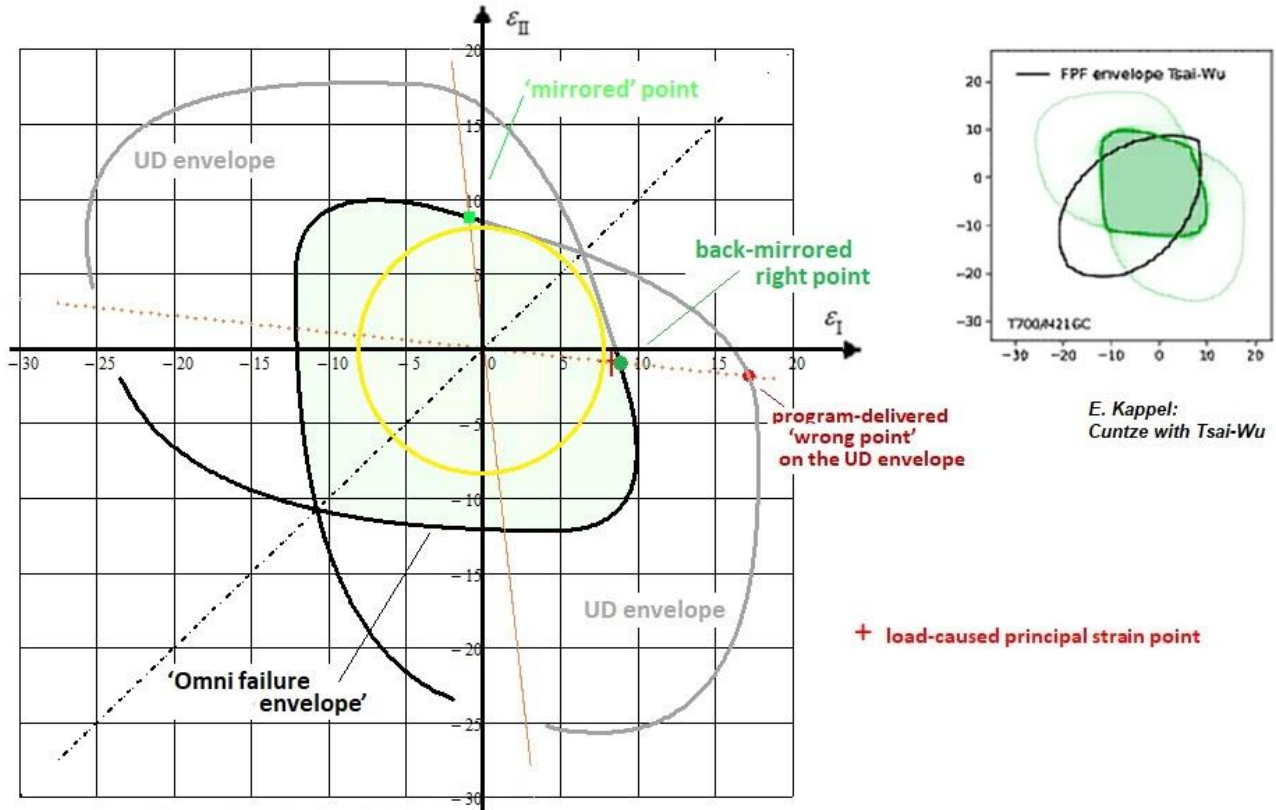 ε_II
20
'mirrored' point
15
UD envelope
10
back-mirrored
right point
5
ε_I
−30
−25
−20
−15
−10
−5
0
5
10
15
20
program-delivered
'wrong point'
on the UD envelope
−5
−10
−15
UD envelope
−20
'Omni failure
envelope'
−25
−30
+ load-caused principal strain point
FPF envelope Tsai-Wu
20
10
0
−10
−20
−30
T700/M21GC
−30
−20
−10
0
10
20
E. Kappel:
Cuntze with Tsai-Wu